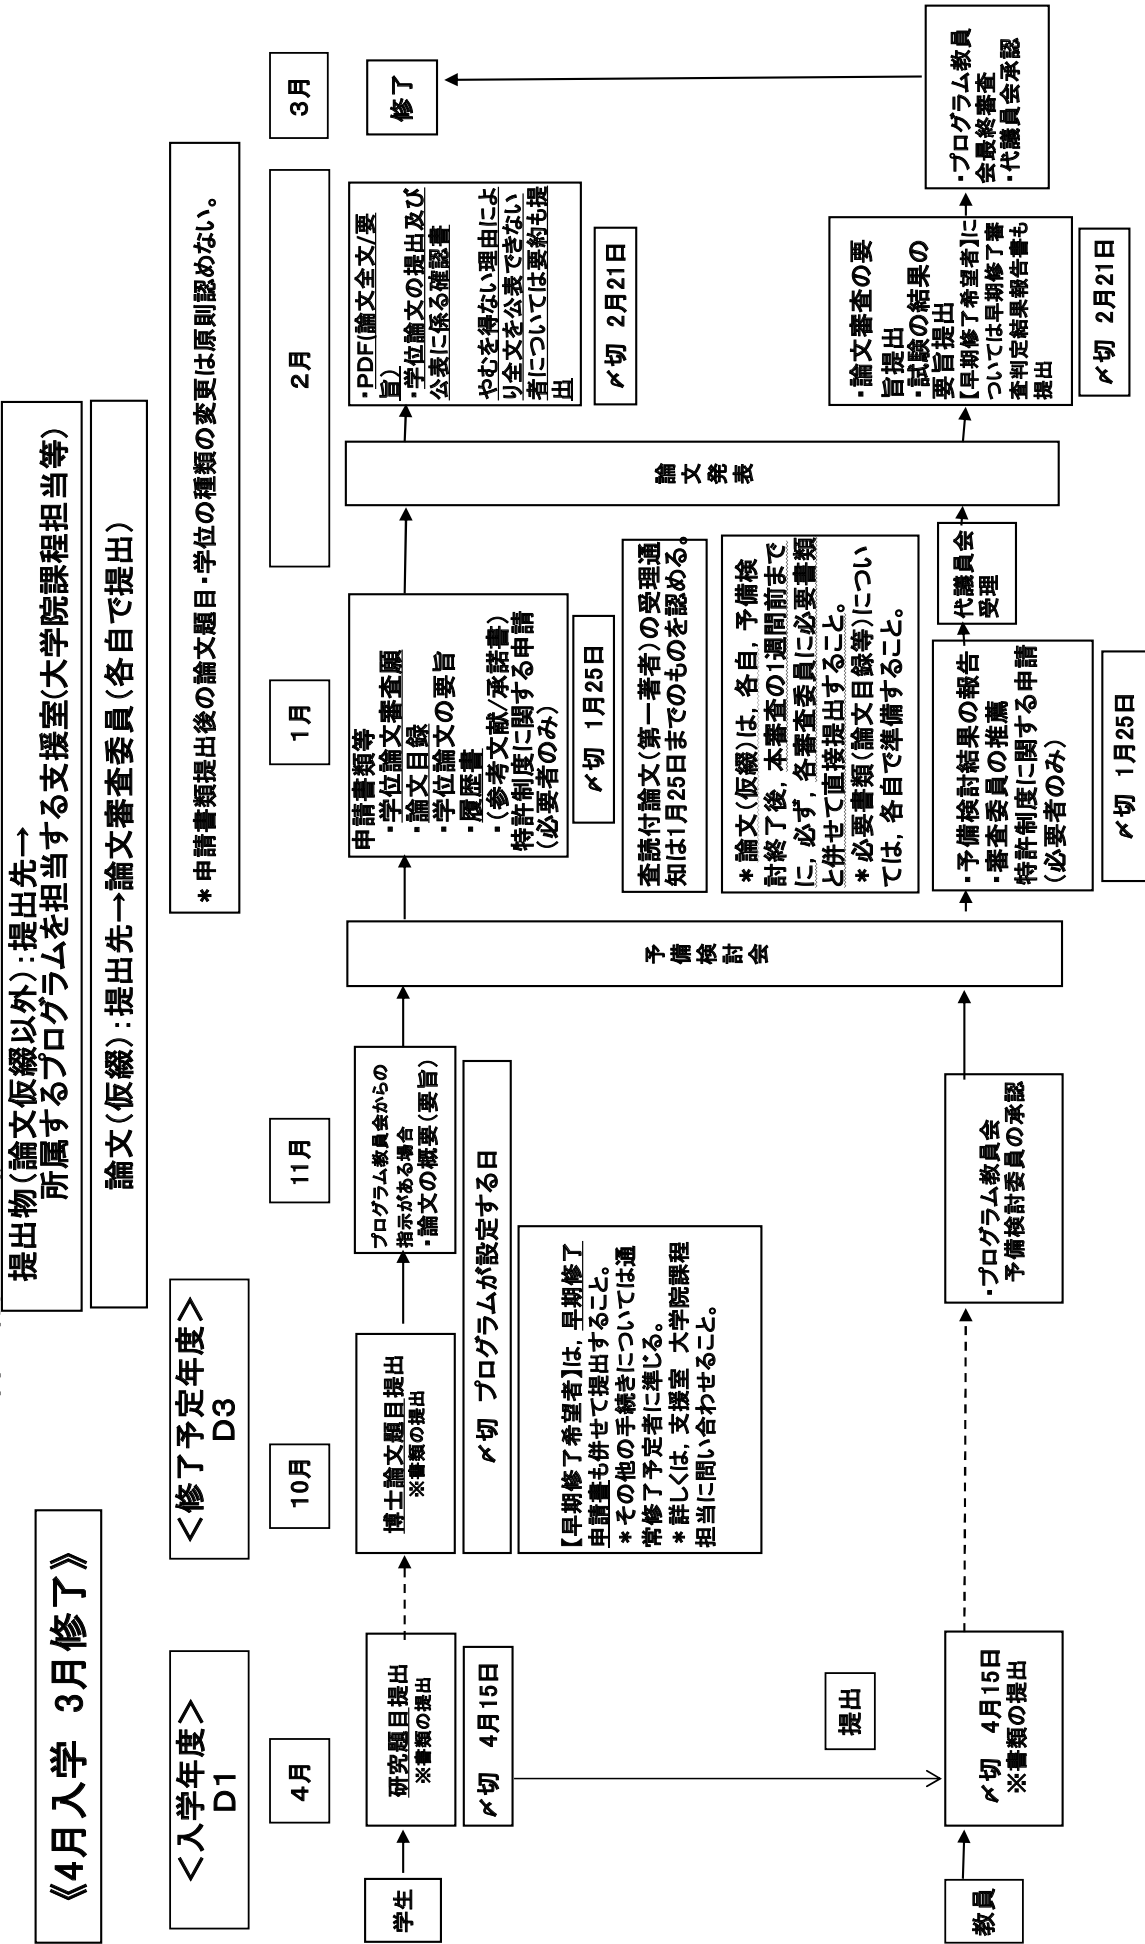 《4月入学　3月修了》
提出物(論文仮綴以外):提出先→
所属するプログラムを担当する支援室(大学院課程担当等)
論文(仮綴):提出先→論文審査委員(各自で提出)
＜入学年度＞
D1
＜修了予定年度＞
D3
＊申請書類提出後の論文題目・学位の種類の変更は原則認めない。
4月
10月
11月
1月
2月
3月
学生
研究題目提出
※書類の提出
〆切　4月15日
博士論文題目提出
※書類の提出
プログラム教員会からの
指示がある場合
・論文の概要(要旨)
〆切　プログラムが設定する日
【早期修了希望者】は，早期修了
申請書も併せて提出すること。
＊その他の手続きについては通
常修了予定者に準じる。
＊詳しくは，支援室　大学院課程
担当に問い合わせること。
予備検討会
申請書類等
・学位論文審査願
・論文目録
・学位論文の要旨
・履歴書
・(参考文献/承諾書)
特許制度に関する申請
(必要者のみ)
〆切　1月25日
査読付論文(第一著者)の受理通
知は1月25日までのものを認める。
＊論文(仮綴)は，各自，予備検
討終了後，本審査の1週間前まで
に，必ず，各審査委員に必要書類
と併せて直接提出すること。
＊必要書類(論文目録等)につい
ては，各自で準備すること。
論文発表
・PDF(論文全文/要
旨)
・学位論文の提出及び
公表に係る確認書
やむを得ない理由によ
り全文を公表できない
者については要約も提
出
〆切　2月21日
修了
提出
教員
〆切　4月15日
※書類の提出
・プログラム教員会
予備検討委員の承認
・予備検討結果の報告
・審査委員の推薦
特許制度に関する申請
(必要者のみ)
〆切　1月25日
代議員会
受理
・論文審査の要
旨提出
・試験の結果の
要旨提出
【早期修了希望者】に
ついては早期修了審
査判定結果報告書も
提出
〆切　2月21日
・プログラム教員
会最終審査
・代議員会承認